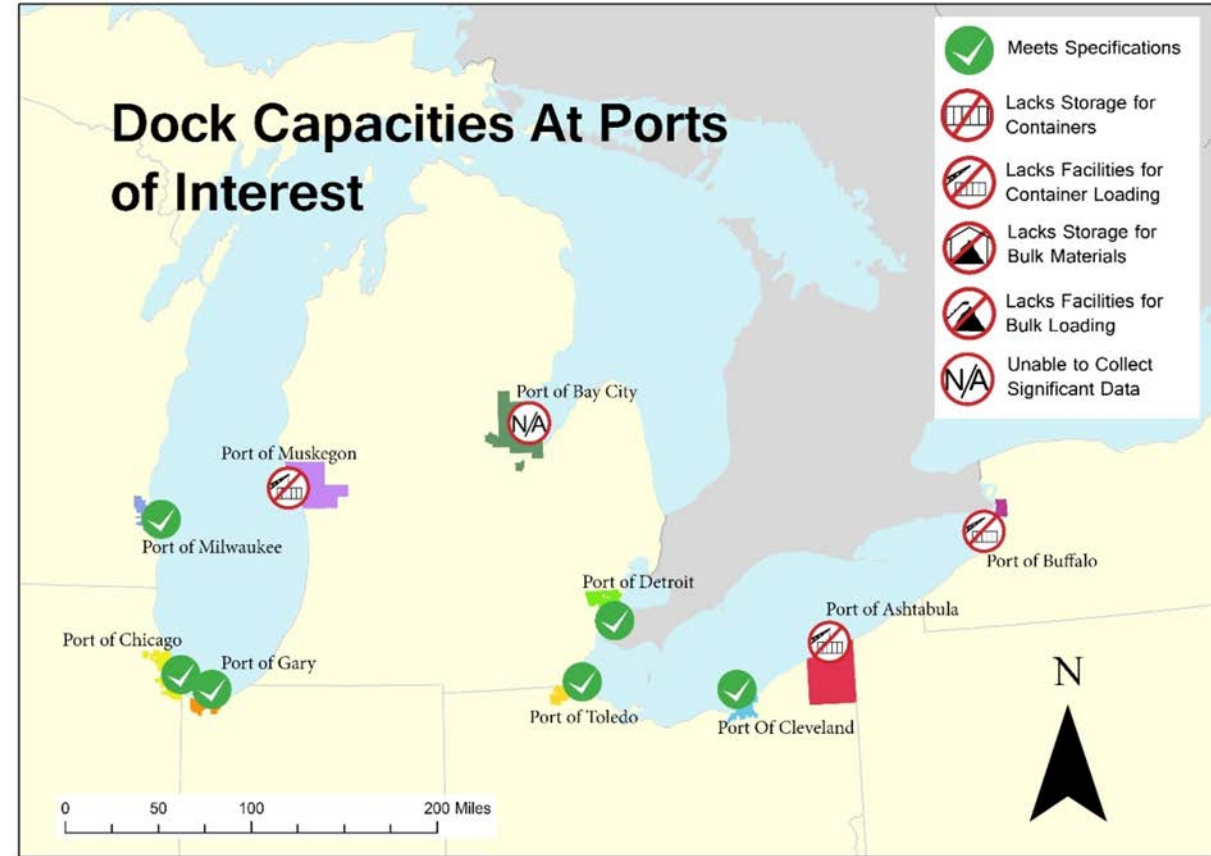 Dock Capacities At Ports
of Interest
Meets Specifications
Lacks Storage for
Containers
Lacks Facilities for
Container Loading
Lacks Storage for
Bulk Materials
Lacks Facilities for
Bulk Loading
N/A
Unable to Collect
Significant Data
Port of Bay City
N/A
Port of Muskegon
Port of Milwaukee
Port of Buffalo
Port of Detroit
Port of Ashtabula
Port of Chicago
Port of Gary
Port of Toledo
Port Of Cleveland
N
0 50 100 200 Miles